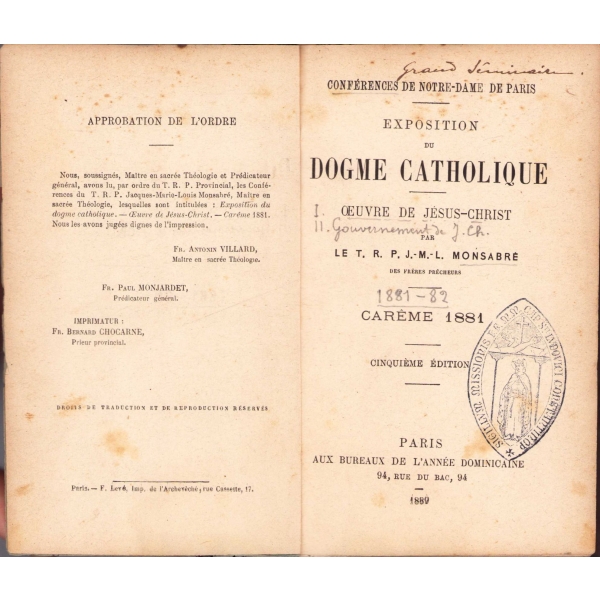 APPROBATION DE L'ORDRE
Nous, soussignés, Maître en sacrée Théologie et Prédicateur
général, avons lu, par ordre du T. R. P. Provincial, les Confé-
rences du T. R. P. Jacques-Marie-Louis Monsabré, Maître en
sacrée Théologie, lesquelles sont intitulées : Exposition du
dogme catholique. — Œuvre de Jésus-Christ. — Carême 1881.
Nous les avons jugées dignes de l'impression.
Fr. Antonin VILLARD,
Maître en sacrée Théologie.
Fr. Paul MONJARDET,
Prédicateur général.
IMPRIMATUR :
Fr. Bernard CHOCARNE,
Prieur provincial.
DROITS DE TRADUCTION ET DE REPRODUCTION RÉSERVÉS
Paris. — F. Levé, Imp. de l'Archevêché, rue Cassette, 17.
Grand Séminaire.
CONFÉRENCES DE NOTRE-DAME DE PARIS
EXPOSITION
DU
DOGME CATHOLIQUE
I. ŒUVRE DE JÉSUS-CHRIST
II. Gouvernement de J. Ch.
PAR
LE T. R. P. J.-M.-L. MONSABRÉ
DES FRÈRES PRÊCHEURS
1881-82
CARÊME 1881
CINQUIÈME ÉDITION
PARIS
AUX BUREAUX DE L'ANNÉE DOMINICAINE
94, RUE DU BAC, 94
1889